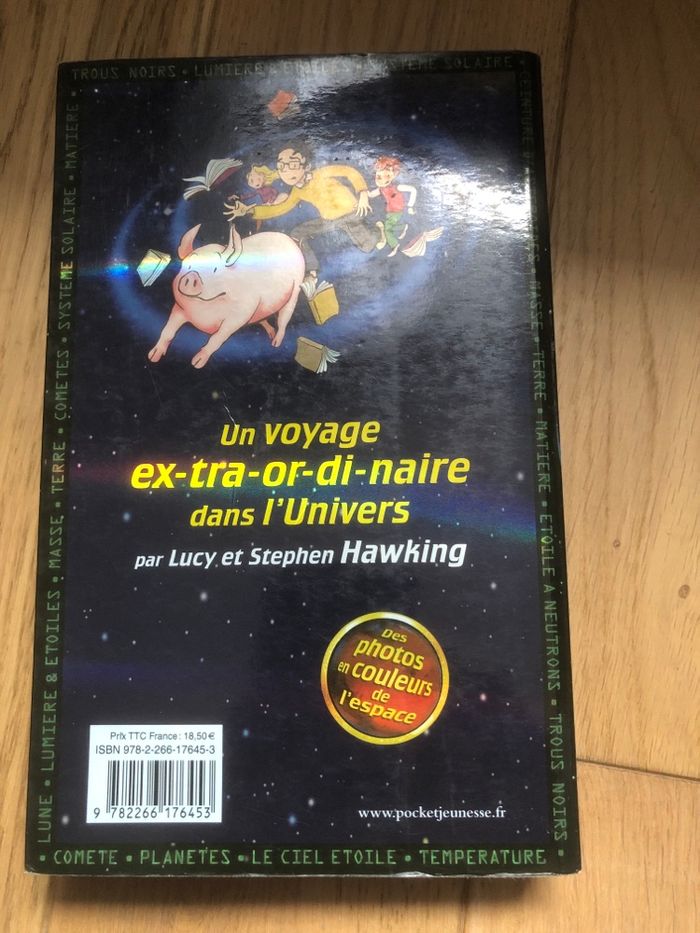 TROUS NOIRS • LUMIERE & ETOILES • SYSTEME SOLAIRE •
CEINTURE
MASSE • TERRE • MATIERE • ETOILE A NEUTRONS • TROUS NOIRS
LUNE • LUMIERE & ETOILES • MASSE • TERRE • COMETES • SYSTEME SOLAIRE • MATIERE
Un voyage
ex-tra-or-di-naire
dans l'Univers
par Lucy et Stephen Hawking
Des
photos
en couleurs
de
l'espace
Prix TTC France : 18,50 €
ISBN 978-2-266-17645-3
9 782266 176453
www.pocketjeunesse.fr
• COMETE • PLANETES • LE CIEL ETOILE • TEMPERATURE •